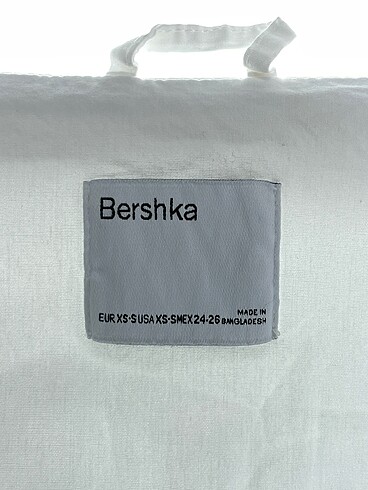 Bershka
MADE IN
EUR XS-S USA XS-S MEX 24-26 BANGLADESH